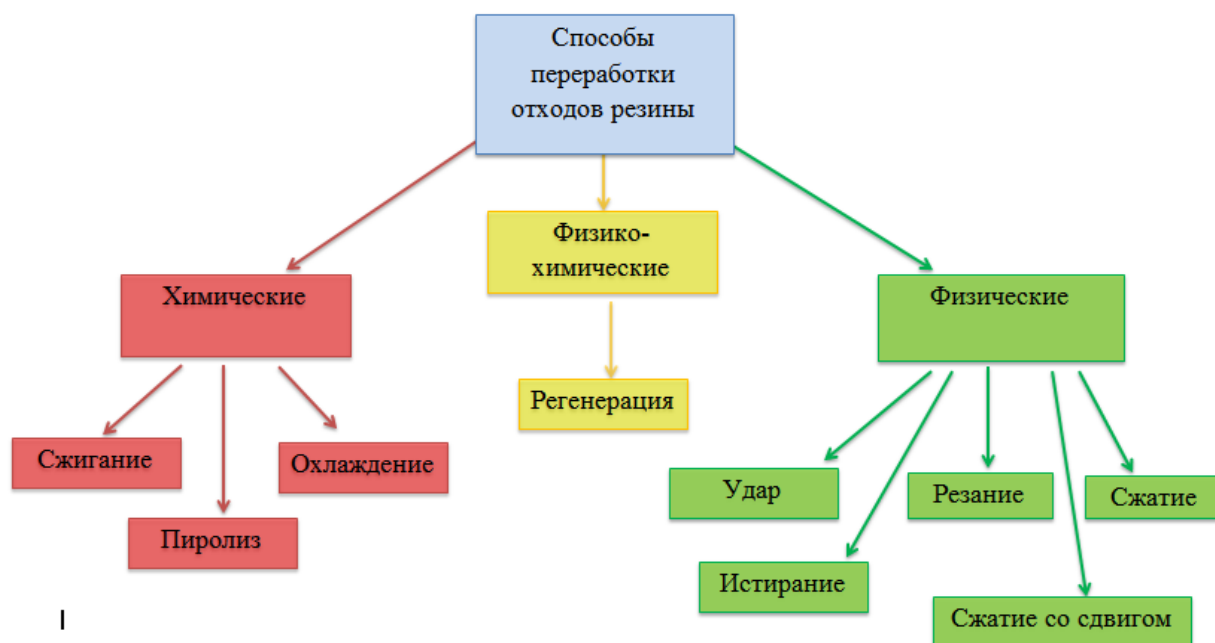 Способы
переработки
отходов резины
Физико-
химические
Химические
Физические
Регенерация
Сжигание
Охлаждение
Пиролиз
Удар
Резание
Сжатие
Истирание
Сжатие со сдвигом